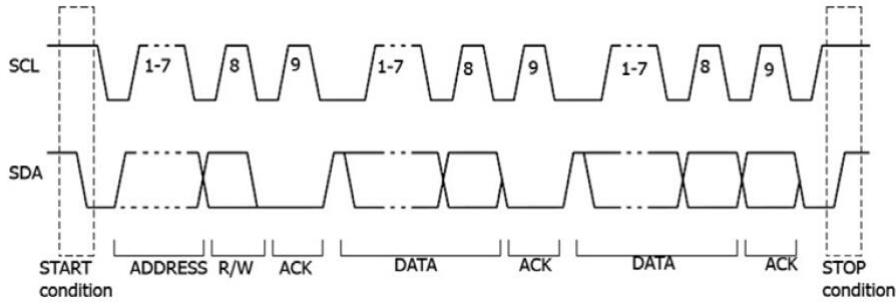 SCL
1-7 8 9 1-7 8 9 1-7 8 9
SDA
START ADDRESS R/W ACK DATA ACK DATA ACK STOP
condition condition